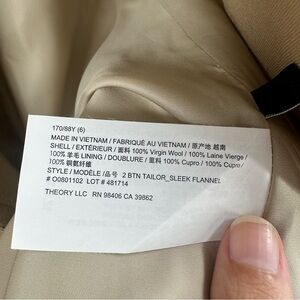 170/88Y (6)
MADE IN VIETNAM / FABRIQUÉ AU VIETNAM / 原产地 越南
SHELL / EXTÉRIEUR / 面料 100% Virgin Wool / 100% Laine Vierge /
100% 羊毛 LINING / DOUBLURE / 里料 100% Cupro / 100% Cupro /
100% 铜氨纤维
STYLE / MODÈLE / 品号 2 BTN TAILOR_SLEEK FLANNEL
# O0801102 LOT # 481714
THEORY LLC RN 98406 CA 39862